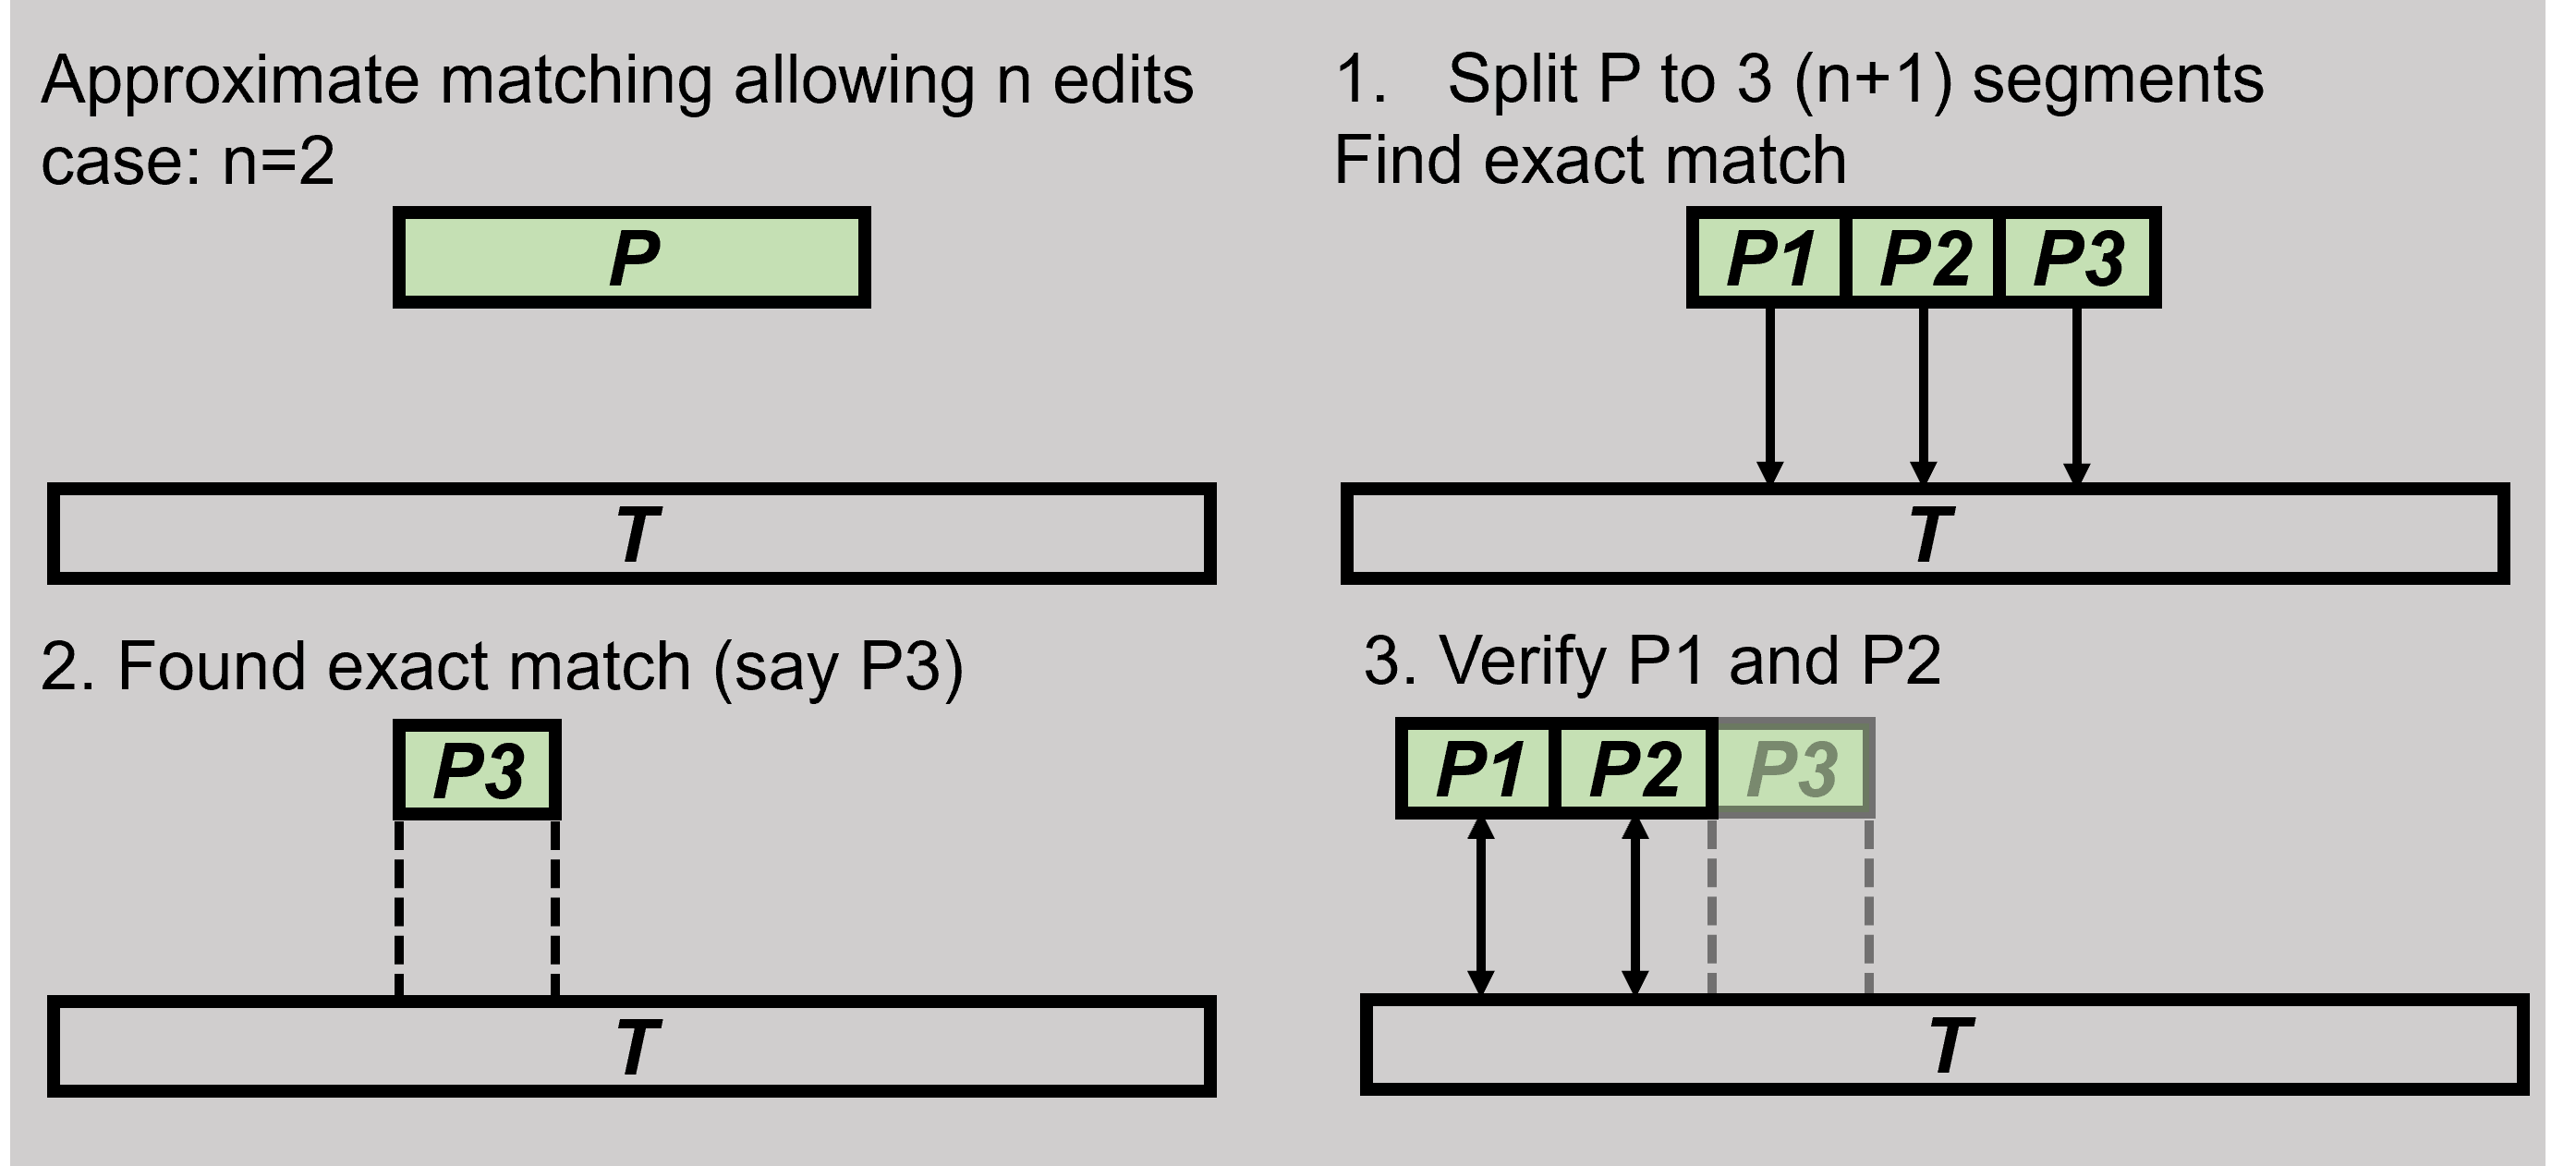 Approximate matching allowing n edits
case: n=2
P
T
1. Split P to 3 (n+1) segments
Find exact match
P1 P2 P3
T
2. Found exact match (say P3)
P3
T
3. Verify P1 and P2
P1 P2 P3
T